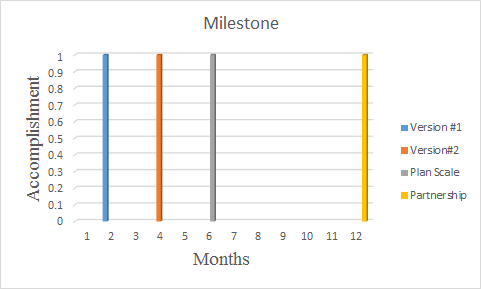 Milestone
Accomplishment
1
0.9
0.8
0.7
0.6
0.5
0.4
0.3
0.2
0.1
0
1 2 3 4 5 6 7 8 9 10 11 12
Months
Version #1
Version#2
Plan Scale
Partnership